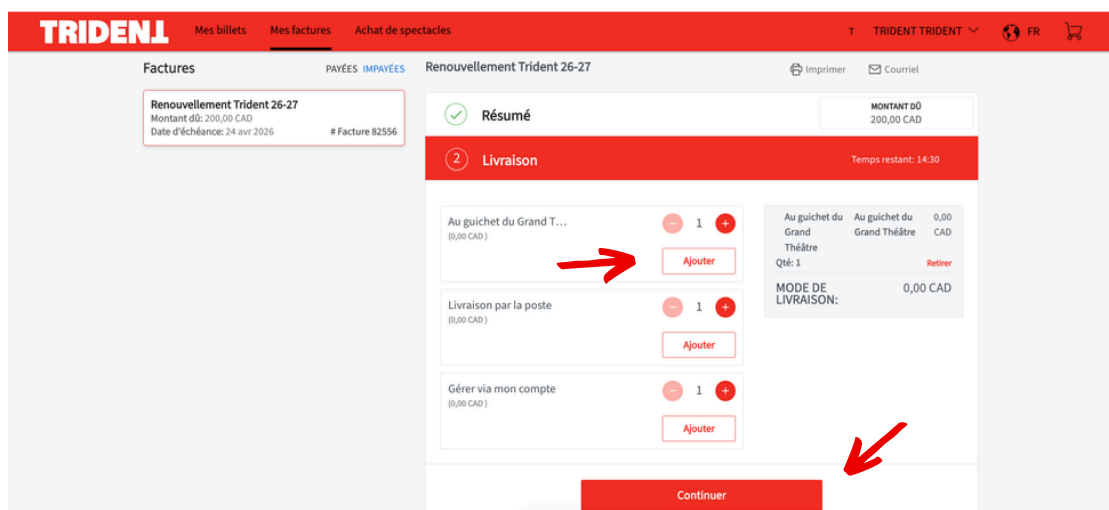 TRIDENT
Mes billets
Mes factures
Achat de spectacles
T
TRIDENT TRIDENT
FR
Factures
PAYÉES IMPAYÉES
Renouvellement Trident 26-27
Montant dû: 200,00 CAD
Date d'échéance: 24 avr 2026
# Facture 82556
Renouvellement Trident 26-27
Imprimer
Courriel
Résumé
MONTANT DÛ
200,00 CAD
2 Livraison
Temps restant: 14:30
Au guichet du Grand T...
(0,00 CAD )
− 1 +
Ajouter
Livraison par la poste
(0,00 CAD )
− 1 +
Ajouter
Gérer via mon compte
(0,00 CAD )
− 1 +
Ajouter
Au guichet du
Grand
Théâtre
Au guichet du
Grand Théâtre
0,00
CAD
Qté: 1
Retirer
MODE DE
LIVRAISON:
0,00 CAD
Continuer